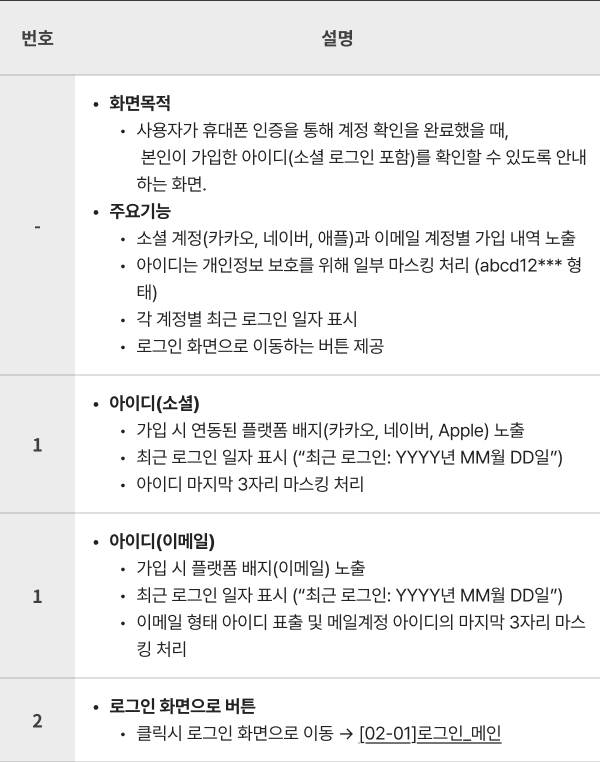 번호 설명
-
• 화면목적
• 사용자가 휴대폰 인증을 통해 계정 확인을 완료했을 때,
본인이 가입한 아이디(소셜 로그인 포함)를 확인할 수 있도록 안내
하는 화면.
• 주요기능
• 소셜 계정(카카오, 네이버, 애플)과 이메일 계정별 가입 내역 노출
• 아이디는 개인정보 보호를 위해 일부 마스킹 처리 (abcd12*** 형
태)
• 각 계정별 최근 로그인 일자 표시
• 로그인 화면으로 이동하는 버튼 제공
1
• 아이디(소셜)
• 가입 시 연동된 플랫폼 배지(카카오, 네이버, Apple) 노출
• 최근 로그인 일자 표시 (“최근 로그인: YYYY년 MM월 DD일”)
• 아이디 마지막 3자리 마스킹 처리
1
• 아이디(이메일)
• 가입 시 플랫폼 배지(이메일) 노출
• 최근 로그인 일자 표시 (“최근 로그인: YYYY년 MM월 DD일”)
• 이메일 형태 아이디 표출 및 메일계정 아이디의 마지막 3자리 마스
킹 처리
2
• 로그인 화면으로 버튼
• 클릭시 로그인 화면으로 이동 → [02-01]로그인_메인